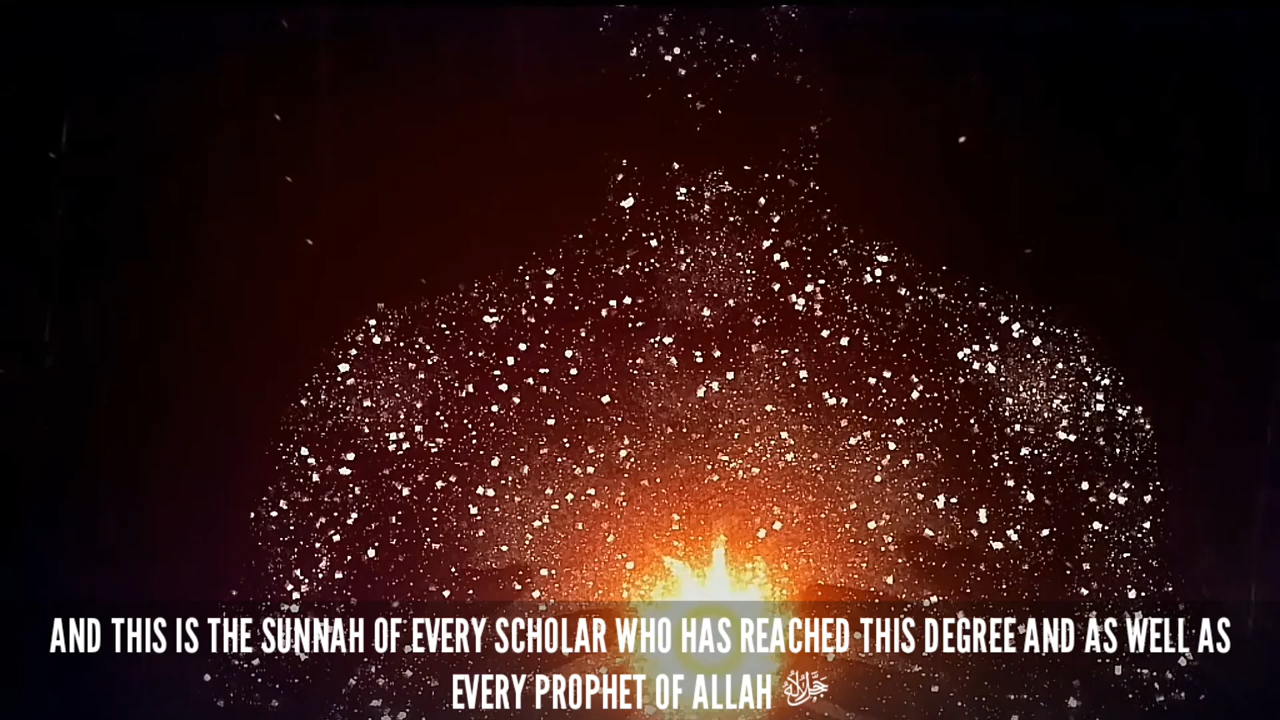 AND THIS IS THE SUNNAH OF EVERY SCHOLAR WHO HAS REACHED THIS DEGREE AND AS WELL AS
EVERY PROPHET OF ALLAH ﷻ